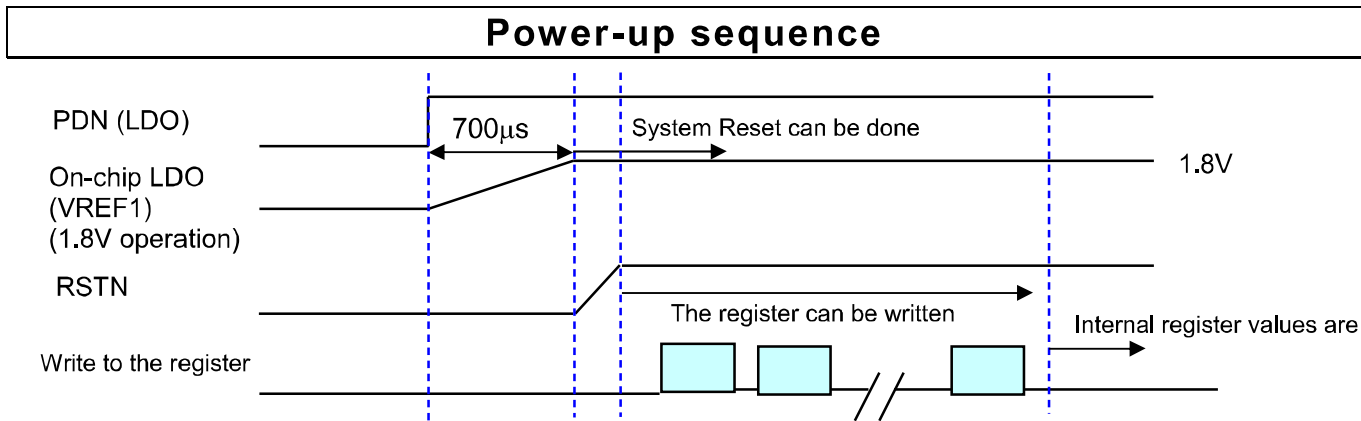 Power-up sequence
PDN (LDO)
700μs
System Reset can be done
On-chip LDO
(VREF1)
(1.8V operation)
1.8V
RSTN
The register can be written
Internal register values are
Write to the register